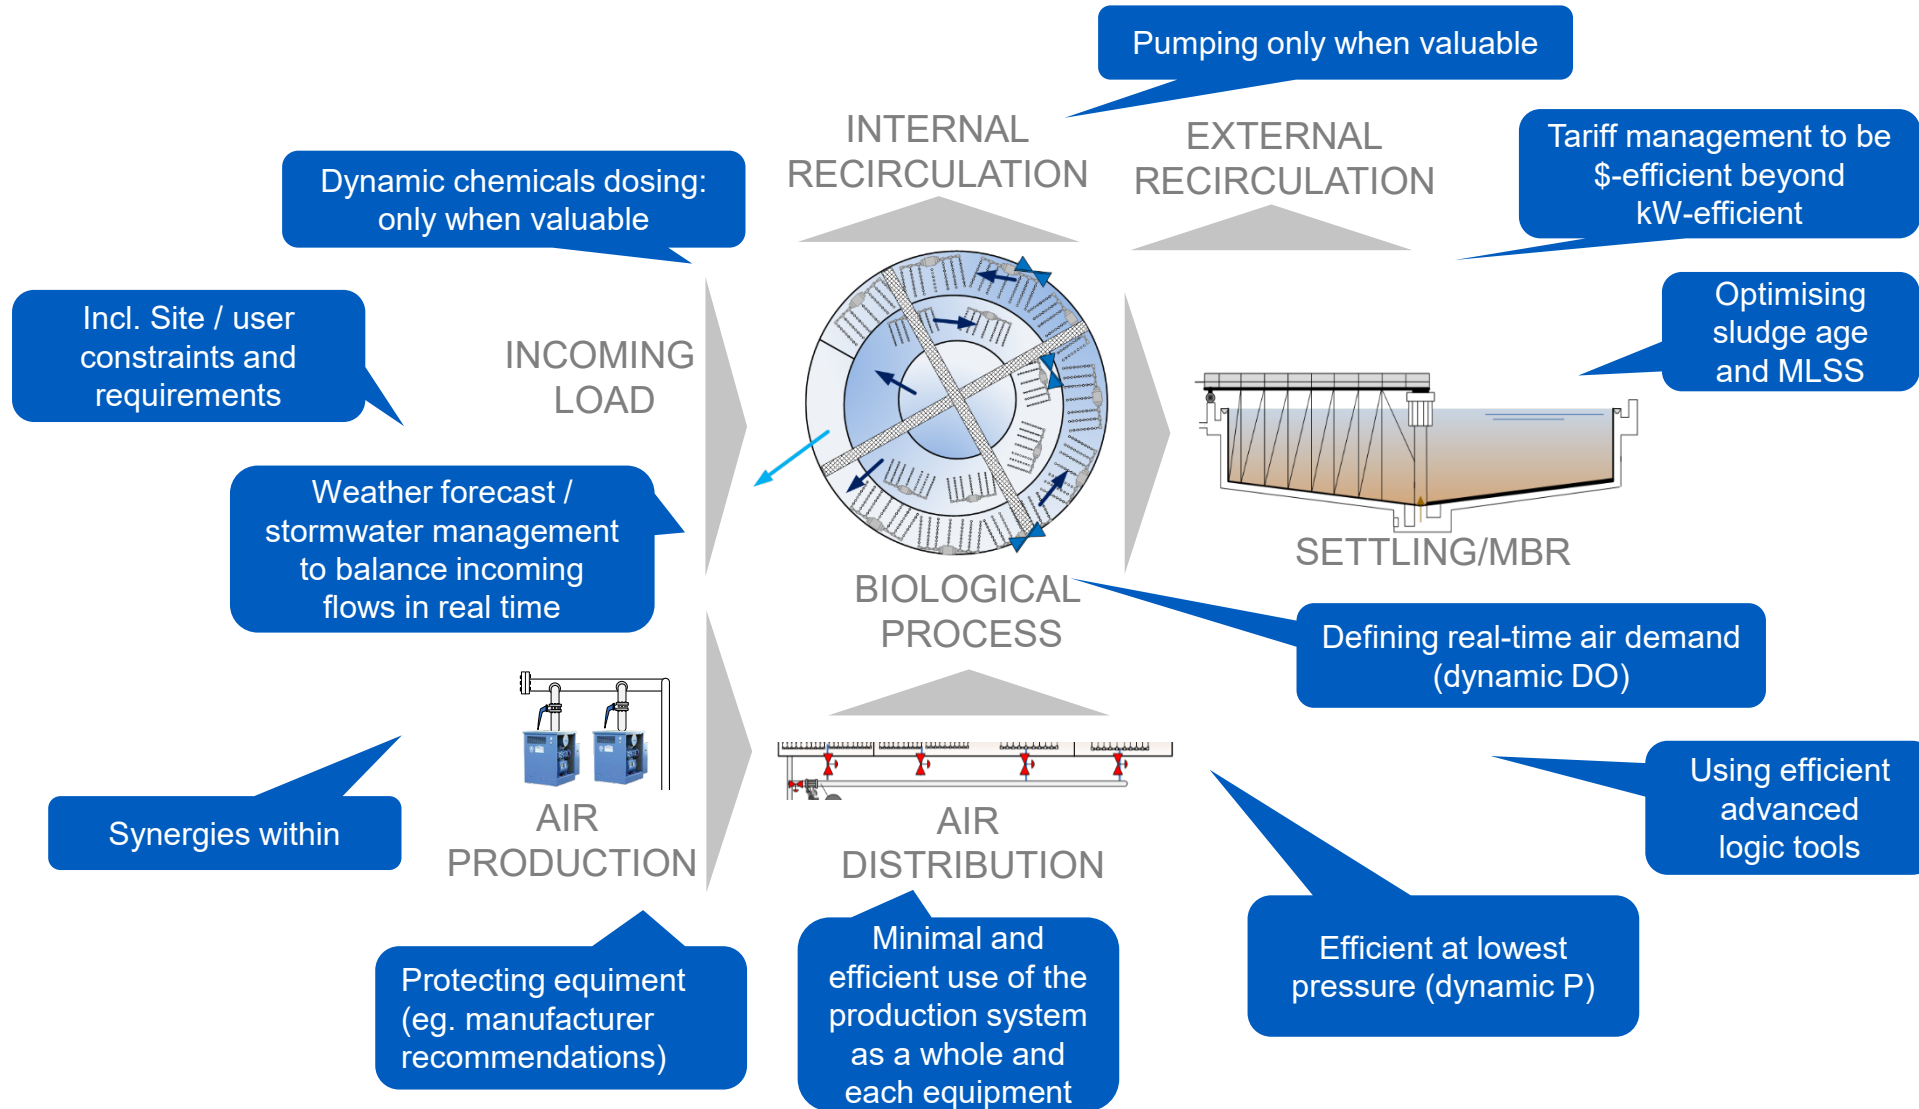 Pumping only when valuable
INTERNAL
RECIRCULATION
EXTERNAL
RECIRCULATION
Tariff management to be
$-efficient beyond
kW-efficient
Dynamic chemicals dosing:
only when valuable
Incl. Site / user
constraints and
requirements
INCOMING
LOAD
Optimising
sludge age
and MLSS
Weather forecast /
stormwater management
to balance incoming
flows in real time
SETTLING/MBR
BIOLOGICAL
PROCESS
Defining real-time air demand
(dynamic DO)
Synergies within
AIR
PRODUCTION
AIR
DISTRIBUTION
Using efficient
advanced
logic tools
Protecting equiment
(eg. manufacturer
recommendations)
Minimal and
efficient use of the
production system
as a whole and
each equipment
Efficient at lowest
pressure (dynamic P)